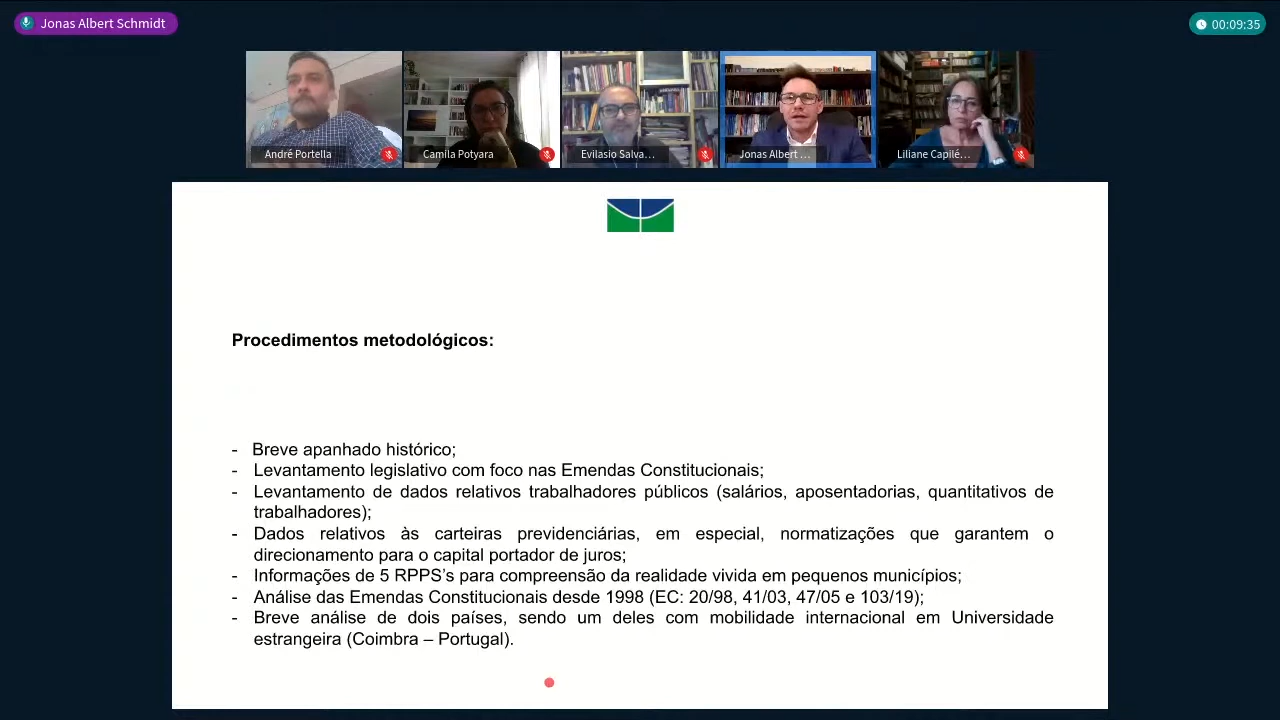 Jonas Albert Schmidt
00:09:35
André Portella
Camila Potyara
Evilasio Salva...
Jonas Albert ...
Liliane Capilé...
Procedimentos metodológicos:
- Breve apanhado histórico;
- Levantamento legislativo com foco nas Emendas Constitucionais;
- Levantamento de dados relativos trabalhadores públicos (salários, aposentadorias, quantitativos de
trabalhadores);
- Dados relativos às carteiras previdenciárias, em especial, normatizações que garantem o
direcionamento para o capital portador de juros;
- Informações de 5 RPPS's para compreensão da realidade vivida em pequenos municípios;
- Análise das Emendas Constitucionais desde 1998 (EC: 20/98, 41/03, 47/05 e 103/19);
- Breve análise de dois países, sendo um deles com mobilidade internacional em Universidade
estrangeira (Coimbra – Portugal).